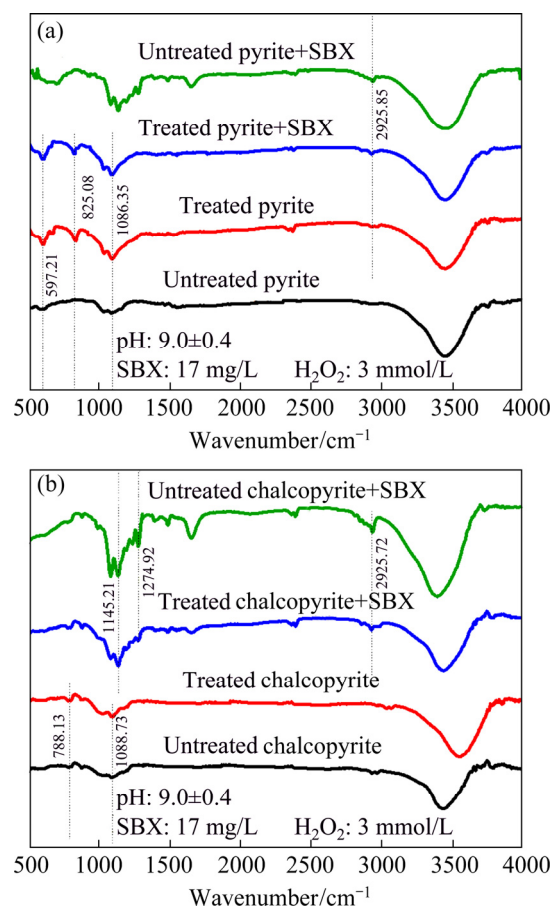 (a)
Untreated pyrite+SBX
2925.85
Treated pyrite+SBX
825.08
1086.35
Treated pyrite
597.21
Untreated pyrite
pH: 9.0±0.4
SBX: 17 mg/L H₂O₂: 3 mmol/L
500 1000 1500 2000 2500 3000 3500 4000
Wavenumber/cm⁻¹
(b)
Untreated chalcopyrite+SBX
1145.21
1274.92
2925.72
Treated chalcopyrite+SBX
Treated chalcopyrite
788.13
1088.73
Untreated chalcopyrite
pH: 9.0±0.4
SBX: 17 mg/L H₂O₂: 3 mmol/L
500 1000 1500 2000 2500 3000 3500 4000
Wavenumber/cm⁻¹